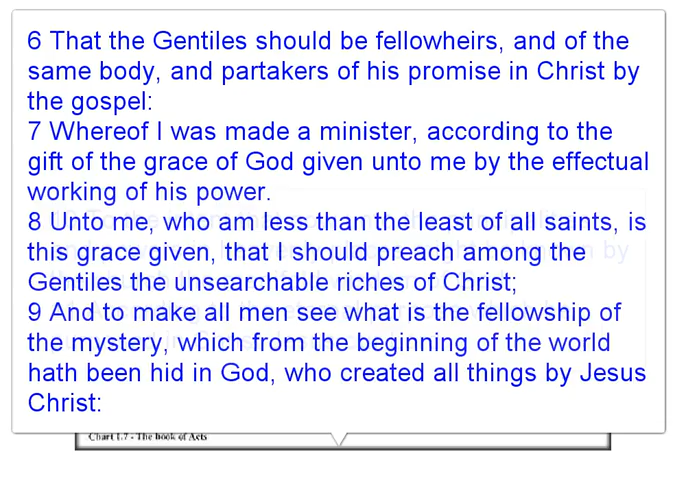 6 That the Gentiles should be fellowheirs, and of the
same body, and partakers of his promise in Christ by
the gospel:
7 Whereof I was made a minister, according to the
gift of the grace of God given unto me by the effectual
working of his power.
8 Unto me, who am less than the least of all saints, is
this grace given, that I should preach among the
Gentiles the unsearchable riches of Christ;
9 And to make all men see what is the fellowship of
the mystery, which from the beginning of the world
hath been hid in God, who created all things by Jesus
Christ:
Chart 1.7 - The Book of Acts